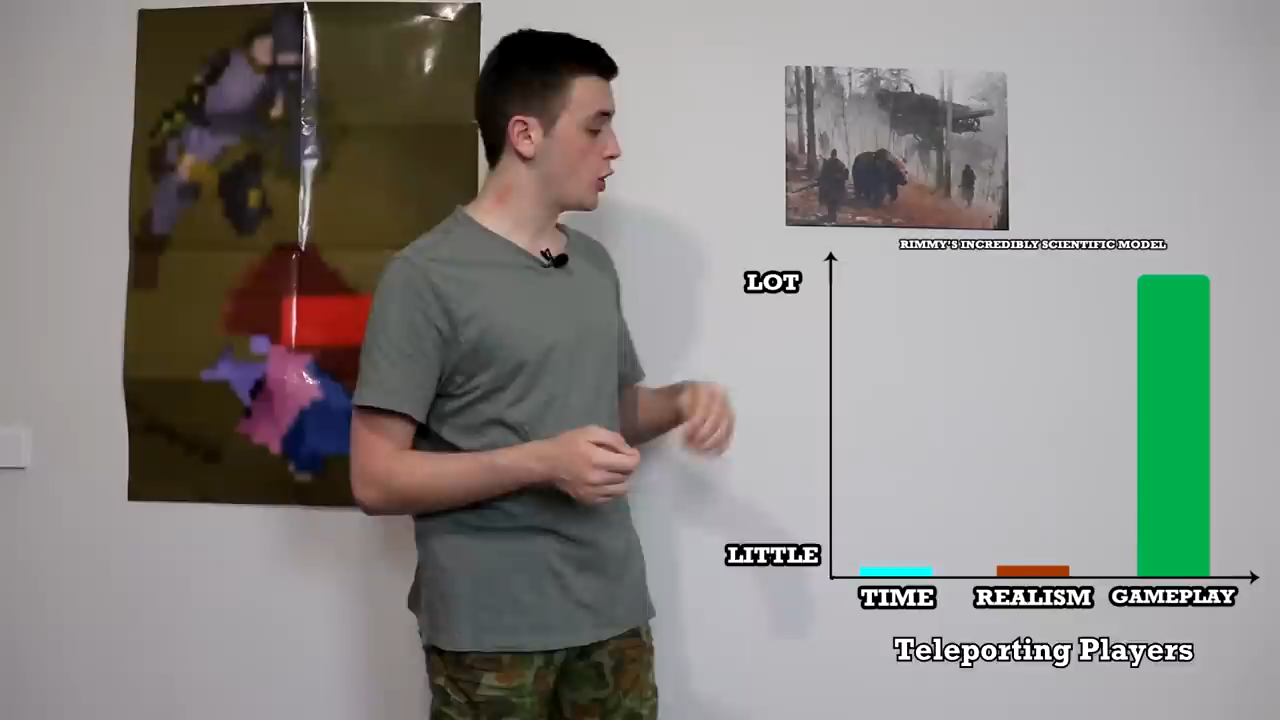 RIMMY'S INCREDIBLY SCIENTIFIC MODEL
LOT
LITTLE
TIME REALISM GAMEPLAY
Teleporting Players